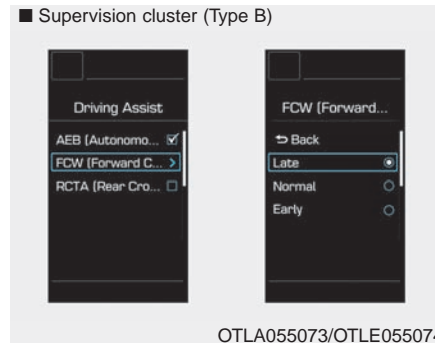 ■ Supervision cluster (Type B)
Driving Assist
AEB (Autonomo...
FCW (Forward C... >
RCTA (Rear Cro...
FCW (Forward...
Back
Late
Normal
Early
OTLA055073/OTLE055074